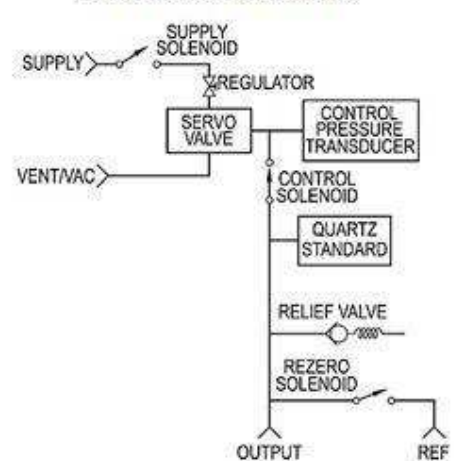 SUPPLY
SOLENOID
SUPPLY
REGULATOR
SERVO
VALVE
CONTROL
PRESSURE
TRANSDUCER
VENT/VAC
CONTROL
SOLENOID
QUARTZ
STANDARD
RELIEF VALVE
REZERO
SOLENOID
OUTPUT
REF